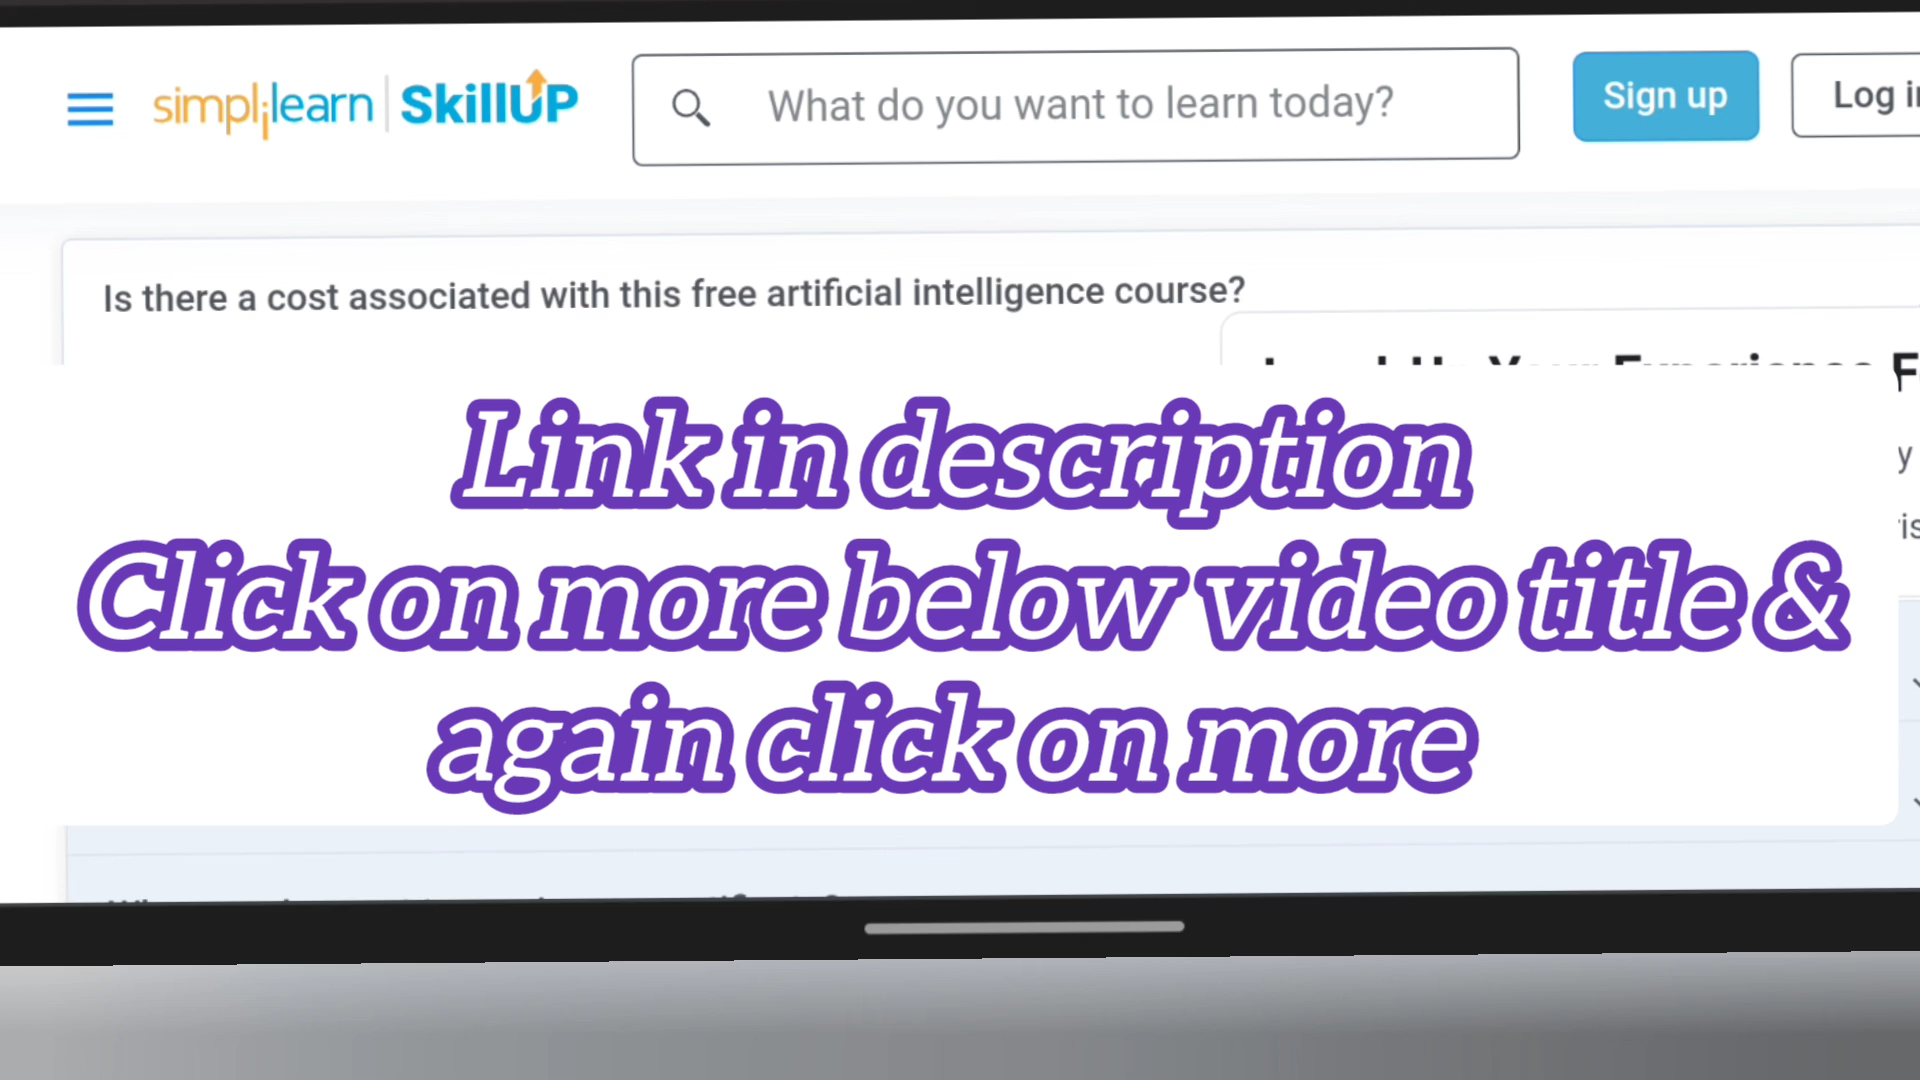 simplilearn | SkillUP
What do you want to learn today?
Sign up
Log in
Is there a cost associated with this free artificial intelligence course?
Link in description
Click on more below video title &
again click on more